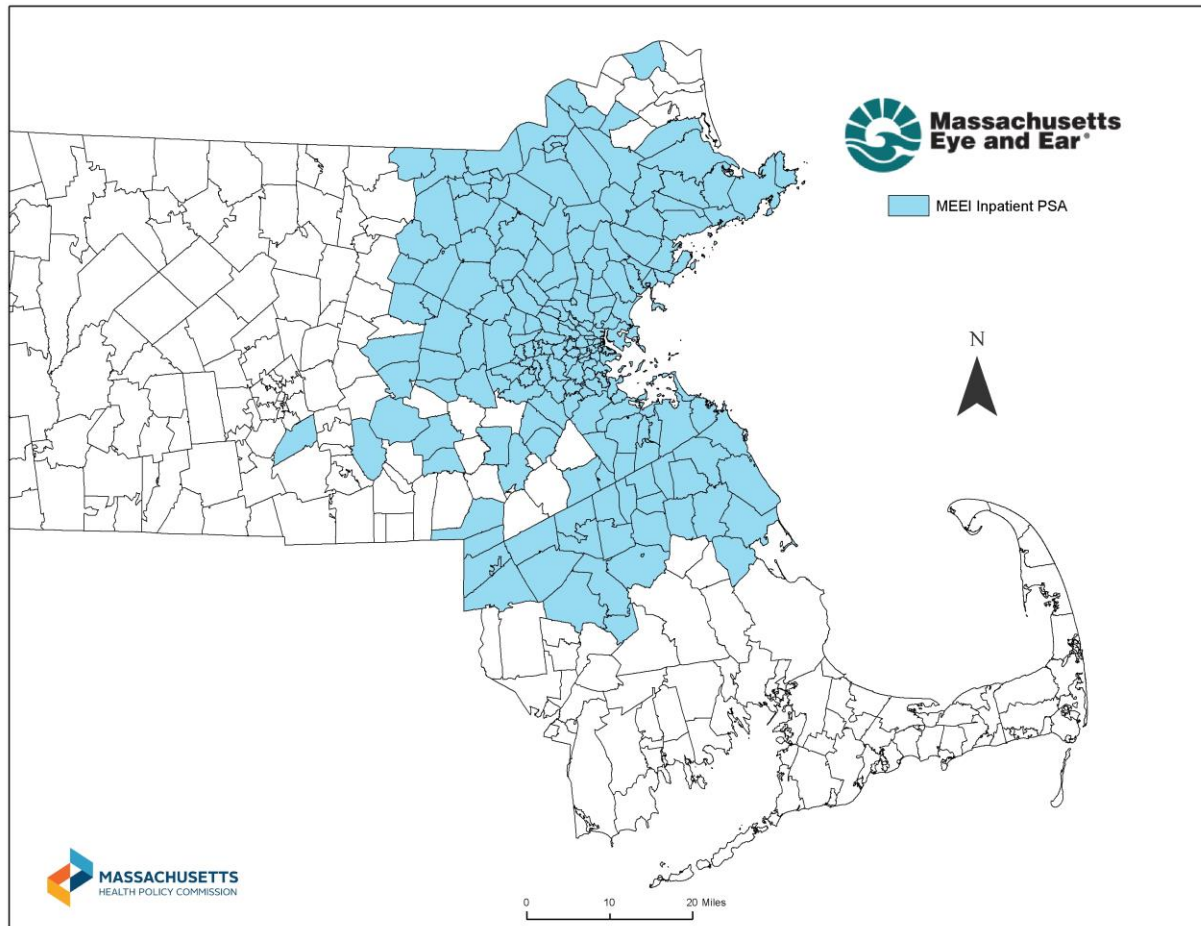 Massachusetts
Eye and Ear®
MEEI Inpatient PSA
N
MASSACHUSETTS
HEALTH POLICY COMMISSION
0 10 20 Miles